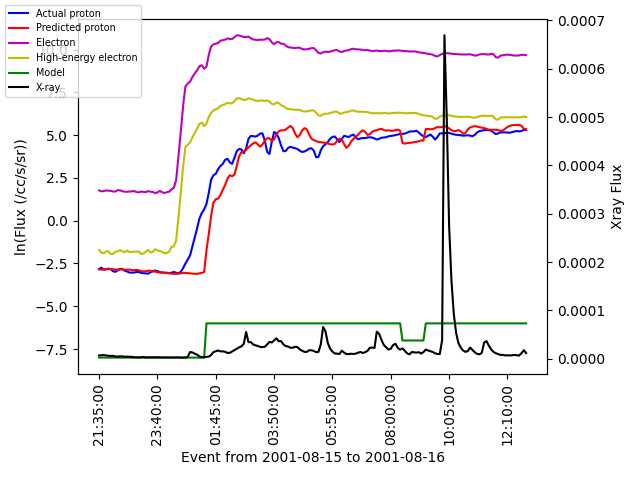 Actual proton
Predicted proton
Electron
High-energy electron
Model
X-ray
10.0
7.5
5.0
2.5
0.0
−2.5
−5.0
−7.5
ln(Flux (/cc/s/sr))
0.0007
0.0006
0.0005
0.0004
0.0003
0.0002
0.0001
0.0000
Xray Flux
21:35:00
23:40:00
01:45:00
03:50:00
05:55:00
08:00:00
10:05:00
12:10:00
Event from 2001-08-15 to 2001-08-16